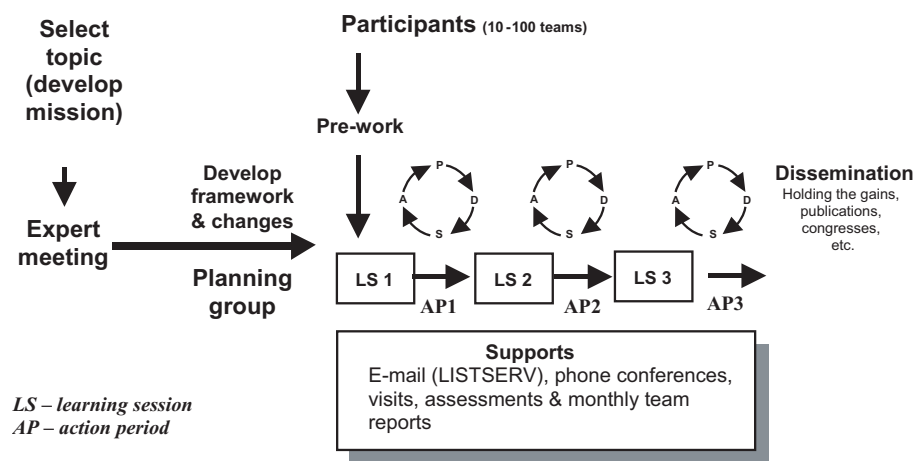 Select
topic
(develop
mission)
Participants (10-100 teams)
Pre-work
Develop
framework
& changes
Expert
meeting
Planning
group
P
A
D
S
P
A
D
S
P
A
D
S
Dissemination
Holding the gains,
publications,
congresses,
etc.
LS 1
LS 2
LS 3
AP1
AP2
AP3
Supports
E-mail (LISTSERV), phone conferences,
visits, assessments & monthly team
reports
LS – learning session
AP – action period